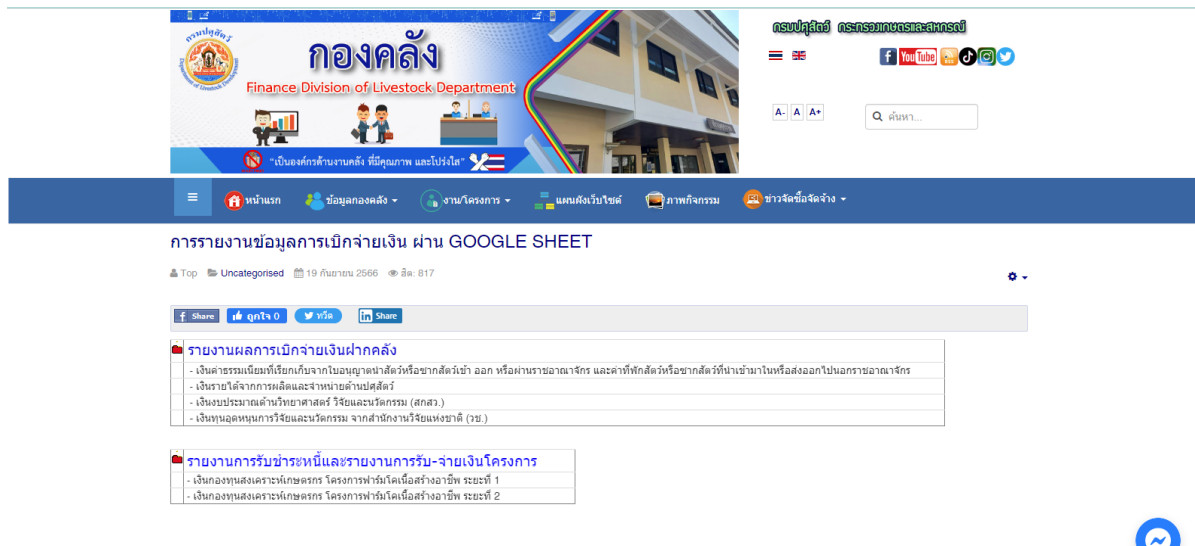 กรมปศุสัตว์
กองคลัง
Finance Division of Livestock Department
"เป็นองค์กรด้านงานคลัง ที่มีคุณภาพ และโปร่งใส"
กรมปศุสัตว์ กระทรวงเกษตรและสหกรณ์
You Tube
A- A A+
ค้นหา...
หน้าแรก ข้อมูลกองคลัง งาน/โครงการ แผนผังเว็บไซต์ ภาพกิจกรรม ข่าวจัดซื้อจัดจ้าง
การรายงานข้อมูลการเบิกจ่ายเงิน ผ่าน GOOGLE SHEET
Top Uncategorised 19 กันยายน 2566 ฮิต: 817
Share ถูกใจ 0 ทวีต in Share
รายงานผลการเบิกจ่ายเงินฝากคลัง
- เงินค่าธรรมเนียมที่เรียกเก็บจากใบอนุญาตนำสัตว์หรือซากสัตว์เข้า ออก หรือผ่านราชอาณาจักร และค่าที่พักสัตว์หรือซากสัตว์ที่นำเข้ามาในหรือส่งออกไปนอกราชอาณาจักร
- เงินรายได้จากการผลิตและจำหน่ายด้านปศุสัตว์
- เงินงบประมาณด้านวิทยาศาสตร์ วิจัยและนวัตกรรม (สกสว.)
- เงินทุนอุดหนุนการวิจัยและนวัตกรรม จากสำนักงานวิจัยแห่งชาติ (วช.)
รายงานการรับชำระหนี้และรายงานการรับ-จ่ายเงินโครงการ
- เงินกองทุนสงเคราะห์เกษตรกร โครงการฟาร์มโคเนื้อสร้างอาชีพ ระยะที่ 1
- เงินกองทุนสงเคราะห์เกษตรกร โครงการฟาร์มโคเนื้อสร้างอาชีพ ระยะที่ 2